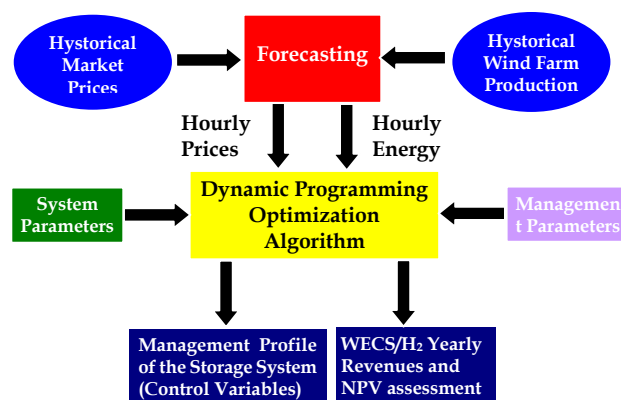 Hystorical
Market
Prices
Forecasting
Hystorical
Wind Farm
Production
Hourly
Prices
Hourly
Energy
System
Parameters
Dynamic Programming
Optimization
Algorithm
Managemen
t Parameters
Management Profile
of the Storage System
(Control Variables)
WECS/H₂ Yearly
Revenues and
NPV assessment